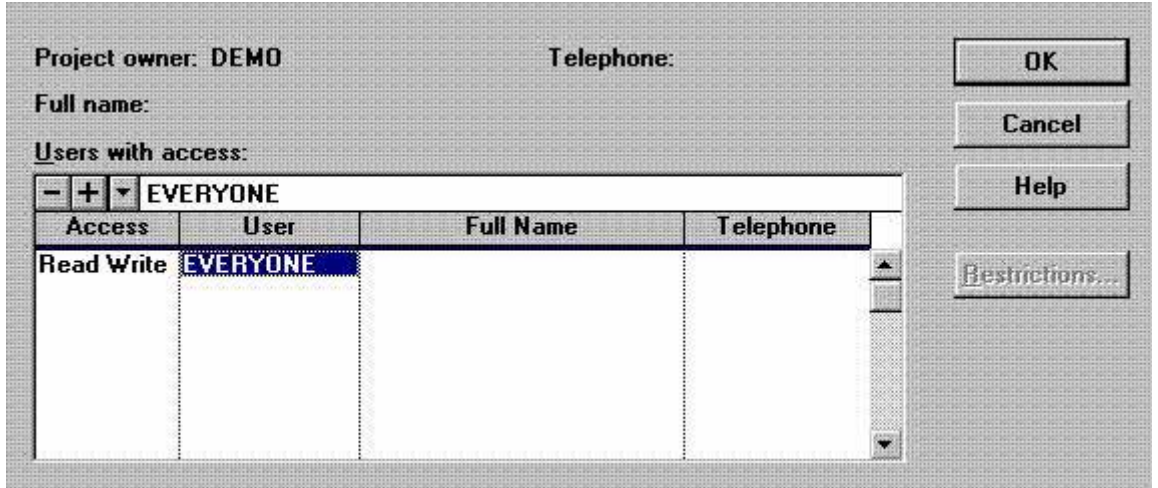 Project owner: DEMO Telephone: OK
Full name:
Cancel
Users with access:
- + EVERYONE Help
Access User Full Name Telephone
Read Write EVERYONE
Restrictions...